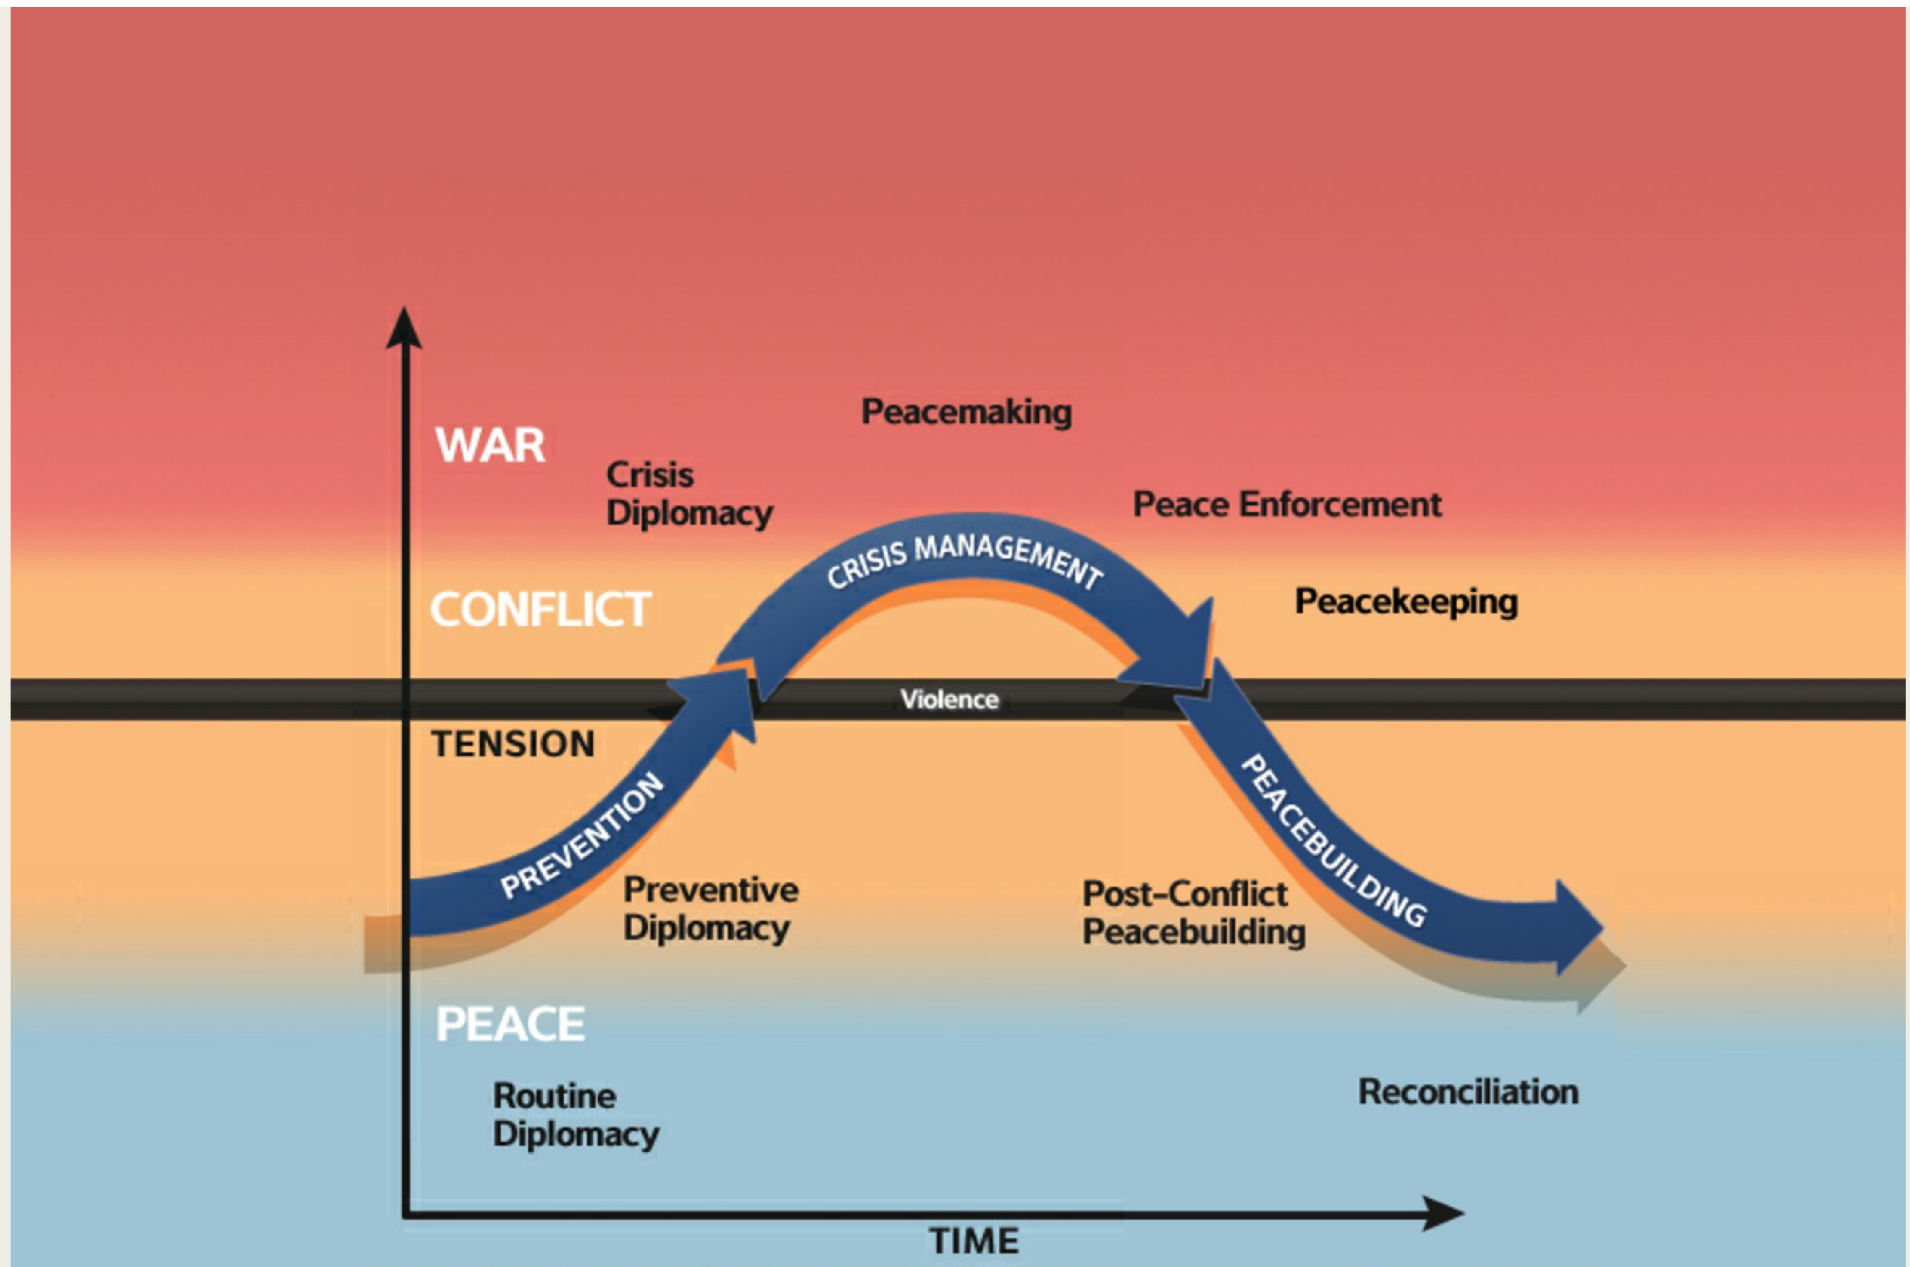 Peacemaking
WAR
Crisis
Diplomacy
Peace Enforcement
CRISIS MANAGEMENT
CONFLICT
Peacekeeping
Violence
TENSION
PREVENTION
PEACEBUILDING
Preventive
Diplomacy
Post-Conflict
Peacebuilding
PEACE
Routine
Diplomacy
Reconciliation
TIME